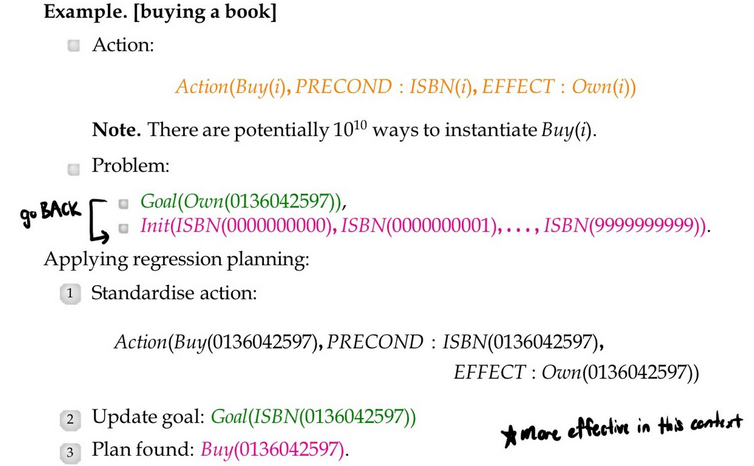 Example. [buying a book]
Action:
Action(Buy(i), PRECOND : ISBN(i), EFFECT : Own(i))
Note. There are potentially 10¹⁰ ways to instantiate Buy(i).
Problem:
go BACK
Goal(Own(0136042597)),
Init(ISBN(0000000000), ISBN(0000000001), . . . , ISBN(9999999999)).
Applying regression planning:
1 Standardise action:
Action(Buy(0136042597), PRECOND : ISBN(0136042597),
EFFECT : Own(0136042597))
2 Update goal: Goal(ISBN(0136042597))
★ more effective in this context
3 Plan found: Buy(0136042597).